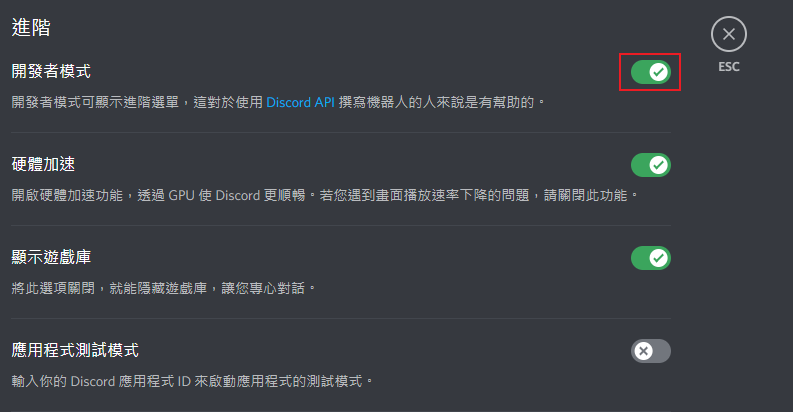 進階
開發者模式
開發者模式可顯示進階選單，這對於使用 Discord API 撰寫機器人的人來說是有幫助的。
ESC
硬體加速
開啟硬體加速功能，透過 GPU 使 Discord 更順暢。若您遇到畫面播放速率下降的問題，請關閉此功能。
顯示遊戲庫
將此選項關閉，就能隱藏遊戲庫，讓您專心對話。
應用程式測試模式
輸入你的 Discord 應用程式 ID 來啟動應用程式的測試模式。